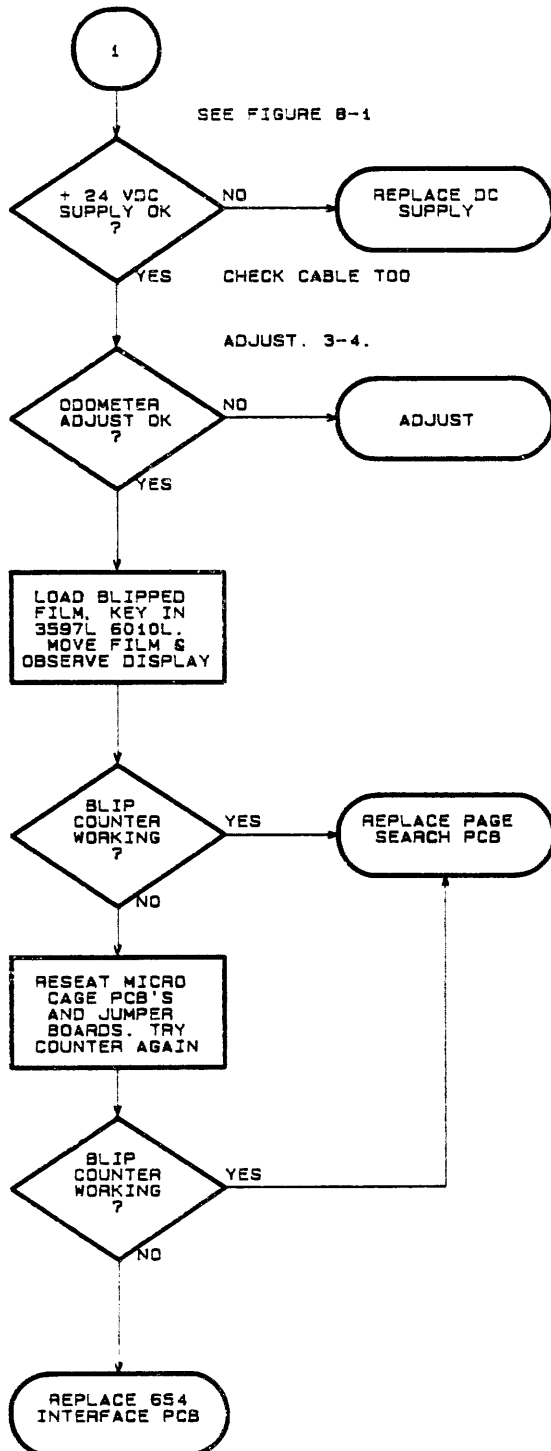 1
SEE FIGURE 8-1
+ 24 VDC
SUPPLY OK
?
NO
REPLACE DC
SUPPLY
YES
CHECK CABLE TOO
ADJUST. 3-4.
ODOMETER
ADJUST OK
?
NO
ADJUST
YES
LOAD BLIPPED
FILM, KEY IN
3597L 6010L.
MOVE FILM &
OBSERVE DISPLAY
BLIP
COUNTER
WORKING
?
YES
REPLACE PAGE
SEARCH PCB
NO
RESEAT MICRO
CAGE PCB'S
AND JUMPER
BOARDS. TRY
COUNTER AGAIN
BLIP
COUNTER
WORKING
?
YES
NO
REPLACE 654
INTERFACE PCB